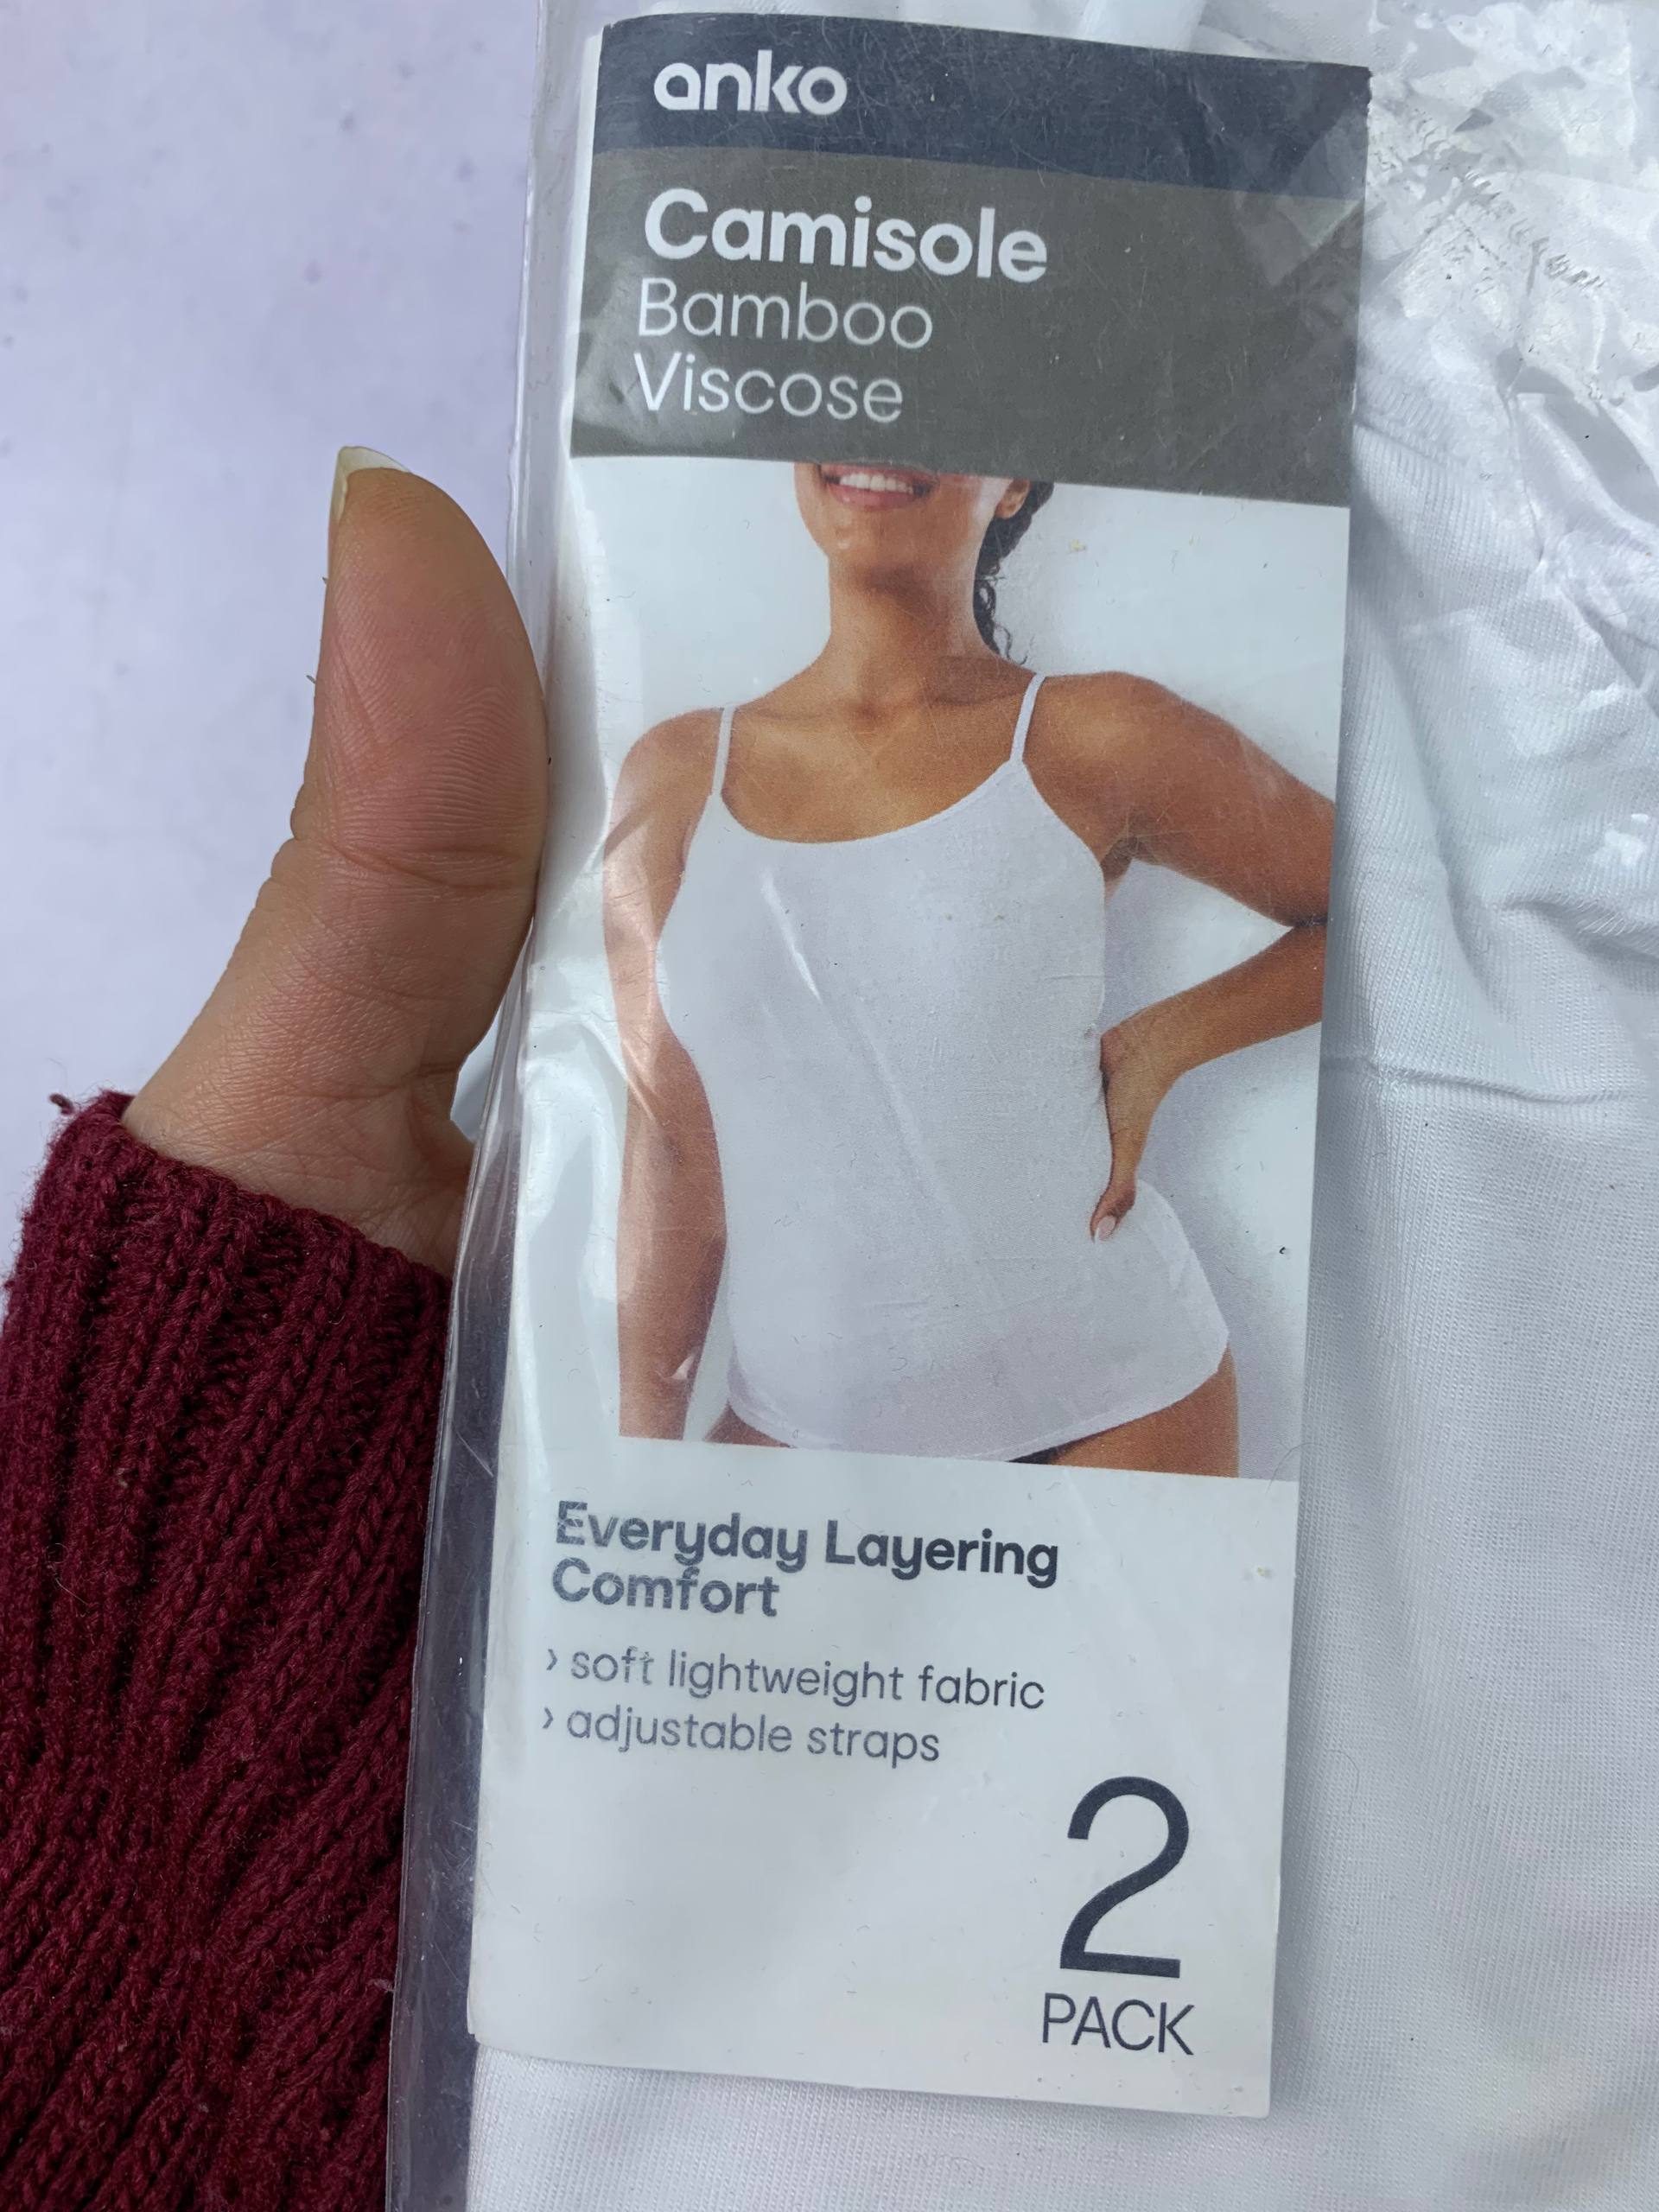 anko
Camisole
Bamboo
Viscose
Everyday Layering
Comfort
› soft lightweight fabric
› adjustable straps
2
PACK